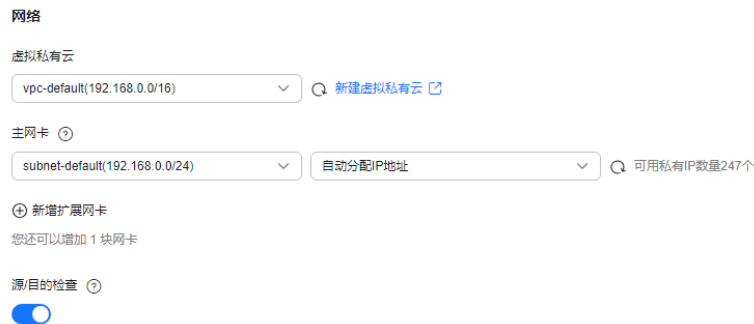 网络
虚拟私有云
vpc-default(192.168.0.0/16)
新建虚拟私有云
主网卡
subnet-default(192.168.0.0/24) 自动分配IP地址 可用私有IP数量247个
新增扩展网卡
您还可以增加 1 块网卡
源/目的检查